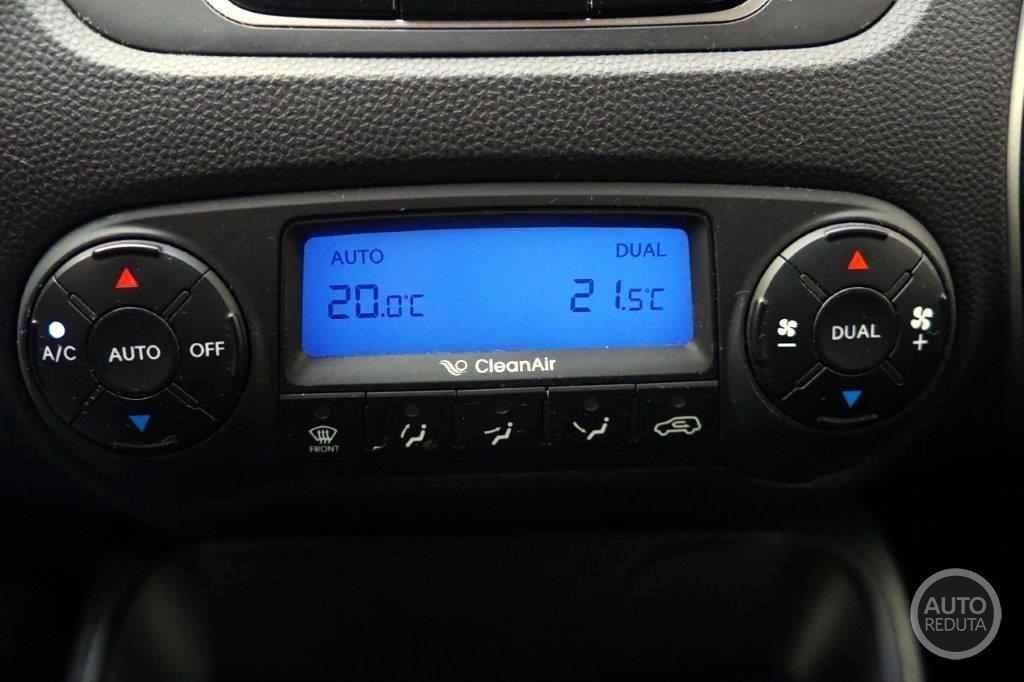 AUTO DUAL
20.0°C 21.5°C
CleanAir
A/C AUTO OFF
DUAL
FRONT
AUTO
REDUTA